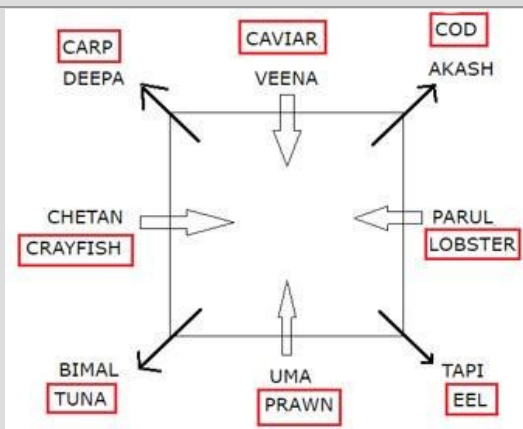 CARP
DEEPA
CAVIAR
VEENA
COD
AKASH
CHETAN
CRAYFISH
PARUL
LOBSTER
BIMAL
TUNA
UMA
PRAWN
TAPI
EEL